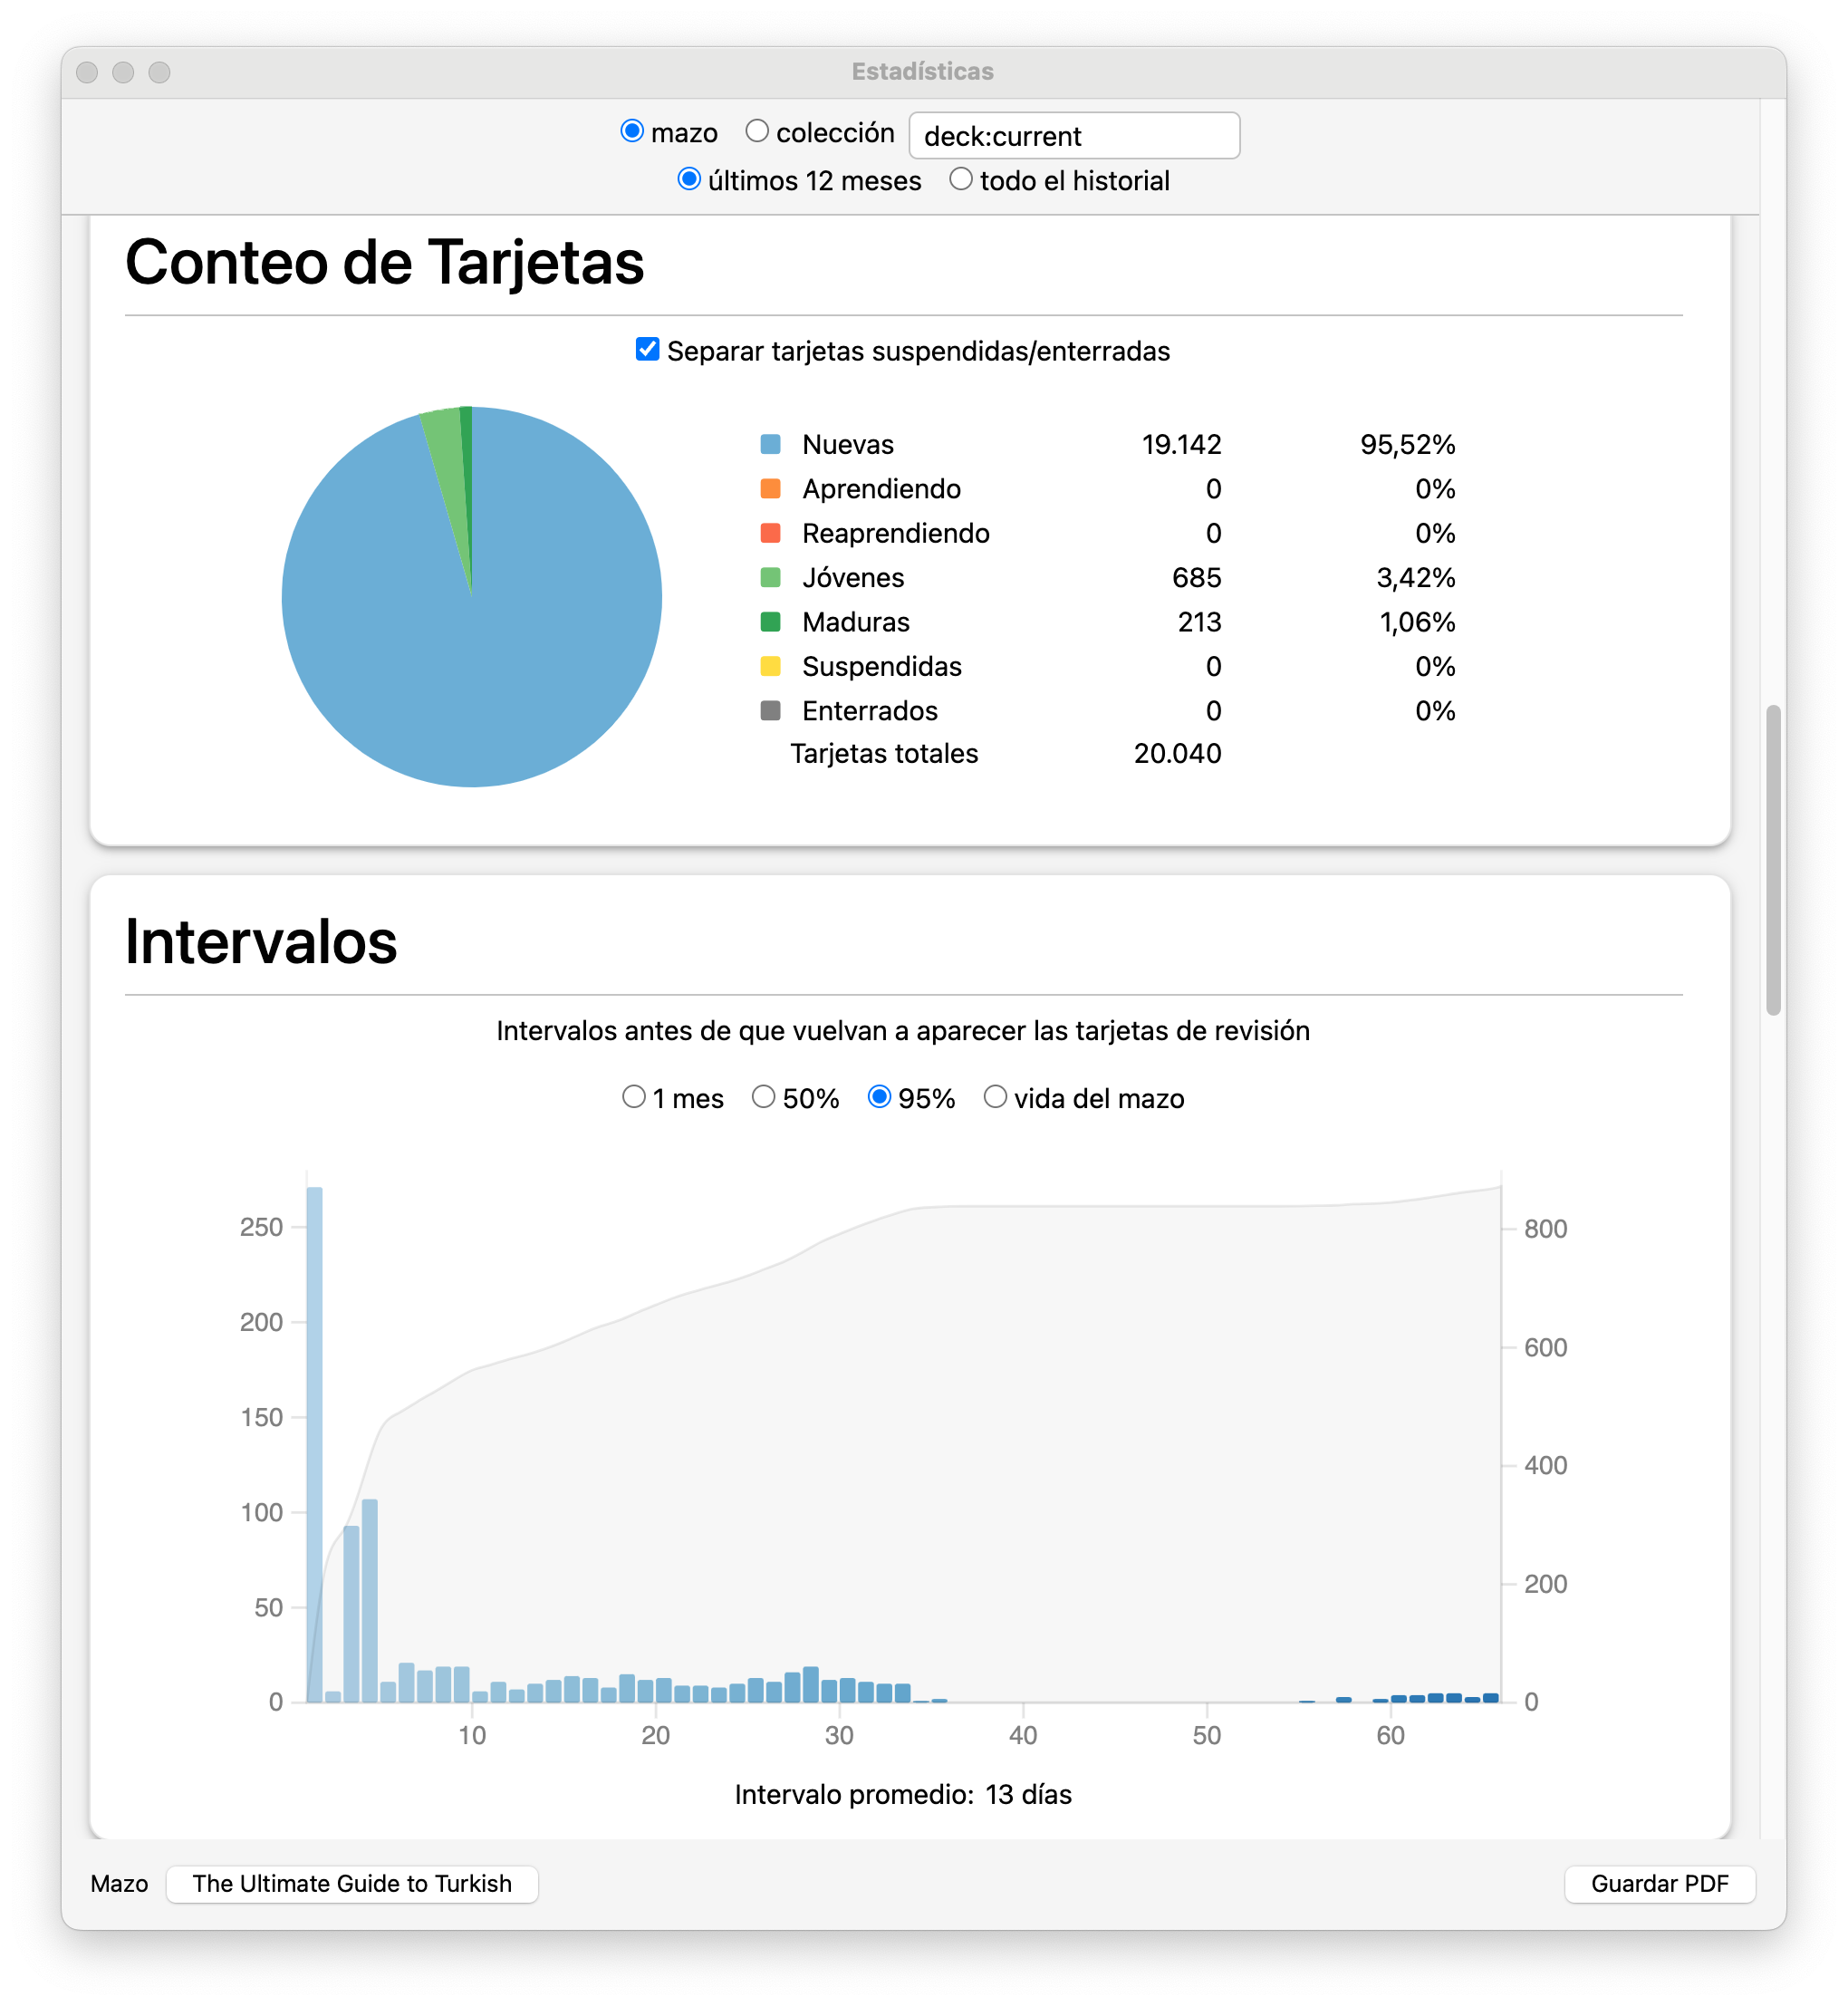 Estadísticas
mazo colección deck:current
últimos 12 meses todo el historial
Conteo de Tarjetas
Separar tarjetas suspendidas/enterradas
Nuevas 19.142 95,52%
Aprendiendo 0 0%
Reaprendiendo 0 0%
Jóvenes 685 3,42%
Maduras 213 1,06%
Suspendidas 0 0%
Enterrados 0 0%
Tarjetas totales 20.040
Intervalos
Intervalos antes de que vuelvan a aparecer las tarjetas de revisión
1 mes 50% 95% vida del mazo
250 800
200
600
150
400
100
200
50
0 0
10 20 30 40 50 60
Intervalo promedio: 13 días
Mazo The Ultimate Guide to Turkish Guardar PDF